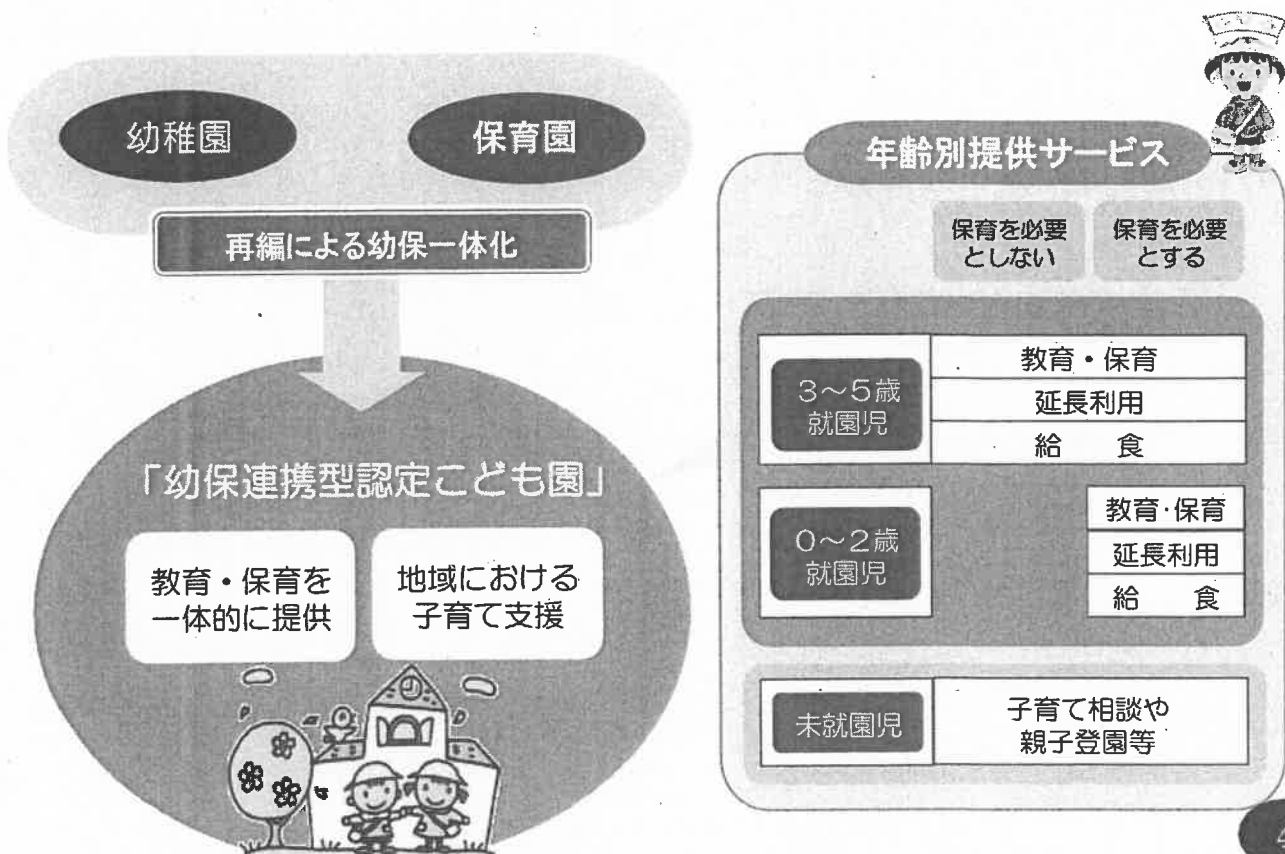 幼稚園
保育園
再編による幼保一体化
「幼保連携型認定こども園」
教育・保育を
一体的に提供
地域における
子育て支援
年齢別提供サービス
保育を必要
としない
保育を必要
とする
3～5歳
就園児
教育・保育
延長利用
給　食
0～2歳
就園児
教育・保育
延長利用
給　食
未就園児
子育て相談や
親子登園等